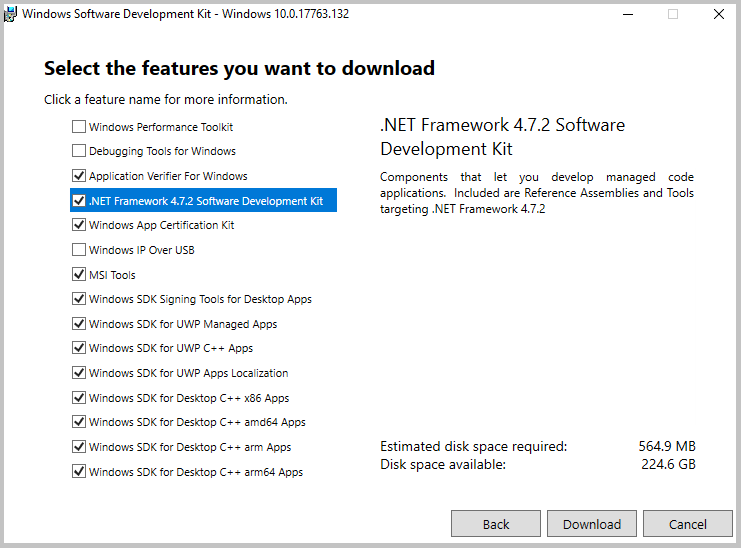 Windows Software Development Kit - Windows 10.0.17763.132
Select the features you want to download
Click a feature name for more information.
Windows Performance Toolkit
Debugging Tools for Windows
Application Verifier For Windows
.NET Framework 4.7.2 Software Development Kit
Windows App Certification Kit
Windows IP Over USB
MSI Tools
Windows SDK Signing Tools for Desktop Apps
Windows SDK for UWP Managed Apps
Windows SDK for UWP C++ Apps
Windows SDK for UWP Apps Localization
Windows SDK for Desktop C++ x86 Apps
Windows SDK for Desktop C++ amd64 Apps
Windows SDK for Desktop C++ arm Apps
Windows SDK for Desktop C++ arm64 Apps
.NET Framework 4.7.2 Software
Development Kit
Components that let you develop managed code
applications. Included are Reference Assemblies and Tools
targeting .NET Framework 4.7.2
Estimated disk space required: 564.9 MB
Disk space available: 224.6 GB
Back Download Cancel